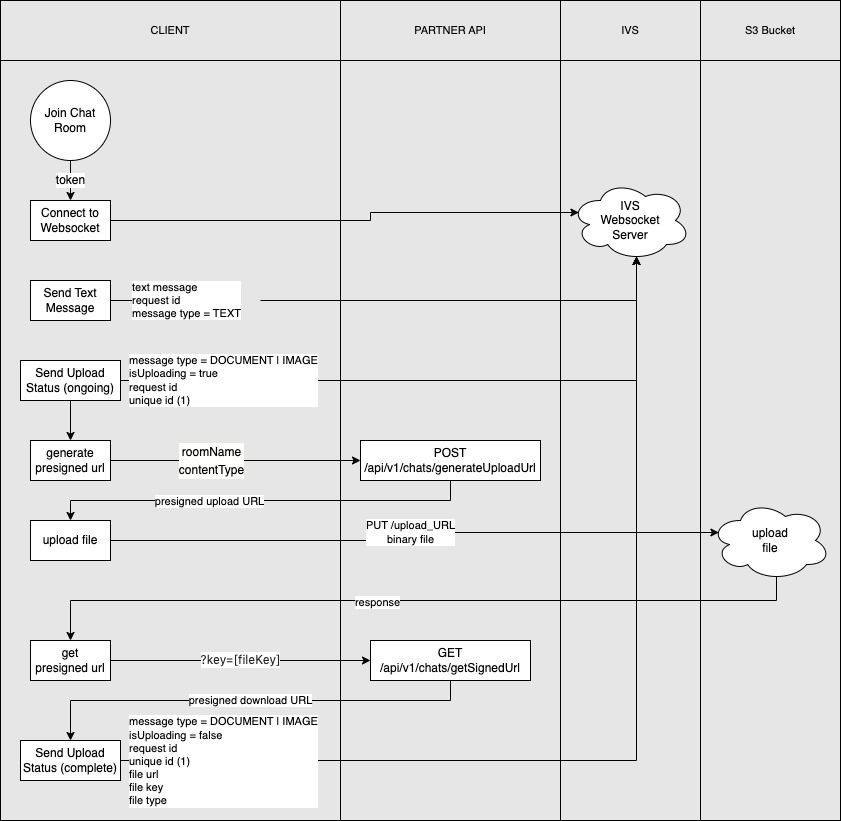 CLIENT
PARTNER API
IVS
S3 Bucket
Join Chat
Room
token
Connect to
Websocket
IVS
Websocket
Server
Send Text
Message
text message
request id
message type = TEXT
Send Upload
Status (ongoing)
message type = DOCUMENT | IMAGE
isUploading = true
request id
unique id (1)
generate
presigned url
roomName
contentType
POST
/api/v1/chats/generateUploadUrl
presigned upload URL
upload file
PUT /upload_URL
binary file
upload
file
response
get
presigned url
?key=[fileKey]
GET
/api/v1/chats/getSignedUrl
presigned download URL
Send Upload
Status (complete)
message type = DOCUMENT | IMAGE
isUploading = false
request id
unique id (1)
file url
file key
file type